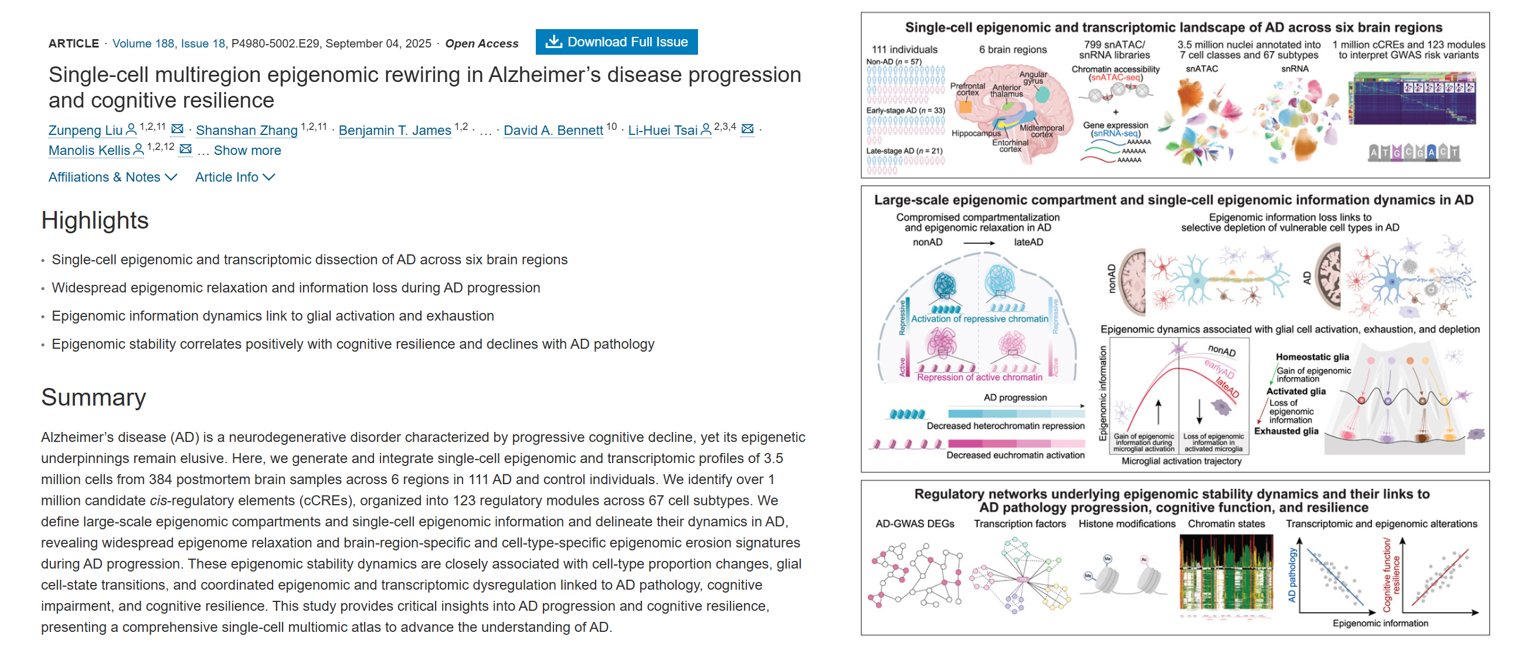 ARTICLE · Volume 188, Issue 18, P4980-5002.E29, September 04, 2025 · Open Access
Download Full Issue
Single-cell multiregion epigenomic rewiring in Alzheimer's disease progression
and cognitive resilience
Zunpeng Liu 1,2,11 · Shanshan Zhang 1,2,11 · Benjamin T. James 1,2 · … · David A. Bennett 10 · Li-Huei Tsai 2,3,4 ·
Manolis Kellis 1,2,12 … Show more
Affiliations & Notes Article Info
Highlights
• Single-cell epigenomic and transcriptomic dissection of AD across six brain regions
• Widespread epigenomic relaxation and information loss during AD progression
• Epigenomic information dynamics link to glial activation and exhaustion
• Epigenomic stability correlates positively with cognitive resilience and declines with AD pathology
Summary
Alzheimer's disease (AD) is a neurodegenerative disorder characterized by progressive cognitive decline, yet its epigenetic
underpinnings remain elusive. Here, we generate and integrate single-cell epigenomic and transcriptomic profiles of 3.5
million cells from 384 postmortem brain samples across 6 regions in 111 AD and control individuals. We identify over 1
million candidate cis-regulatory elements (cCREs), organized into 123 regulatory modules across 67 cell subtypes. We
define large-scale epigenomic compartments and single-cell epigenomic information and delineate their dynamics in AD,
revealing widespread epigenome relaxation and brain-region-specific and cell-type-specific epigenomic erosion signatures
during AD progression. These epigenomic stability dynamics are closely associated with cell-type proportion changes, glial
cell-state transitions, and coordinated epigenomic and transcriptomic dysregulation linked to AD pathology, cognitive
impairment, and cognitive resilience. This study provides critical insights into AD progression and cognitive resilience,
presenting a comprehensive single-cell multiomic atlas to advance the understanding of AD.
Single-cell epigenomic and transcriptomic landscape of AD across six brain regions
111 individuals
Non-AD (n = 57)
Early-stage AD (n = 33)
Late-stage AD (n = 21)
6 brain regions
Prefrontal
cortex
Anterior
thalamus
Angular
gyrus
Hippocampus
Entorhinal
cortex
Midtemporal
cortex
799 snATAC/
snRNA libraries
Chromatin accessibility
(snATAC-seq)
+
Gene expression
(snRNA-seq)
AAAAAA
AAAAAA
AAAAA
3.5 million nuclei annotated into
7 cell classes and 67 subtypes
snATAC
snRNA
1 million cCREs and 123 modules
to interpret GWAS risk variants
ATGCGACT
Large-scale epigenomic compartment and single-cell epigenomic information dynamics in AD
Compromised compartmentalization
and epigenomic relaxation in AD
nonAD
lateAD
Repressive
Repressive
Activation of repressive chromatin
Active
Active
Repression of active chromatin
AD progression
Decreased heterochromatin repression
Decreased euchromatin activation
Epigenomic information loss links to
selective depletion of vulnerable cell types in AD
nonAD
AD
Epigenomic dynamics associated with glial cell activation, exhaustion, and depletion
Epigenomic information
nonAD
earlyAD
lateAD
Gain of epigenomic
information during
microglial activation
Loss of epigenomic
information in
activated microglia
Microglial activation trajectory
Homeostatic glia
Gain of epigenomic
information
Activated glia
Loss of
epigenomic
information
Exhausted glia
Regulatory networks underlying epigenomic stability dynamics and their links to
AD pathology progression, cognitive function, and resilience
AD-GWAS DEGs
Transcription factors
Histone modifications
Me
Me
Ac
Chromatin states
Transcriptomic and epigenomic alterations
AD pathology
Cognitive function/
resilience
Epigenomic information